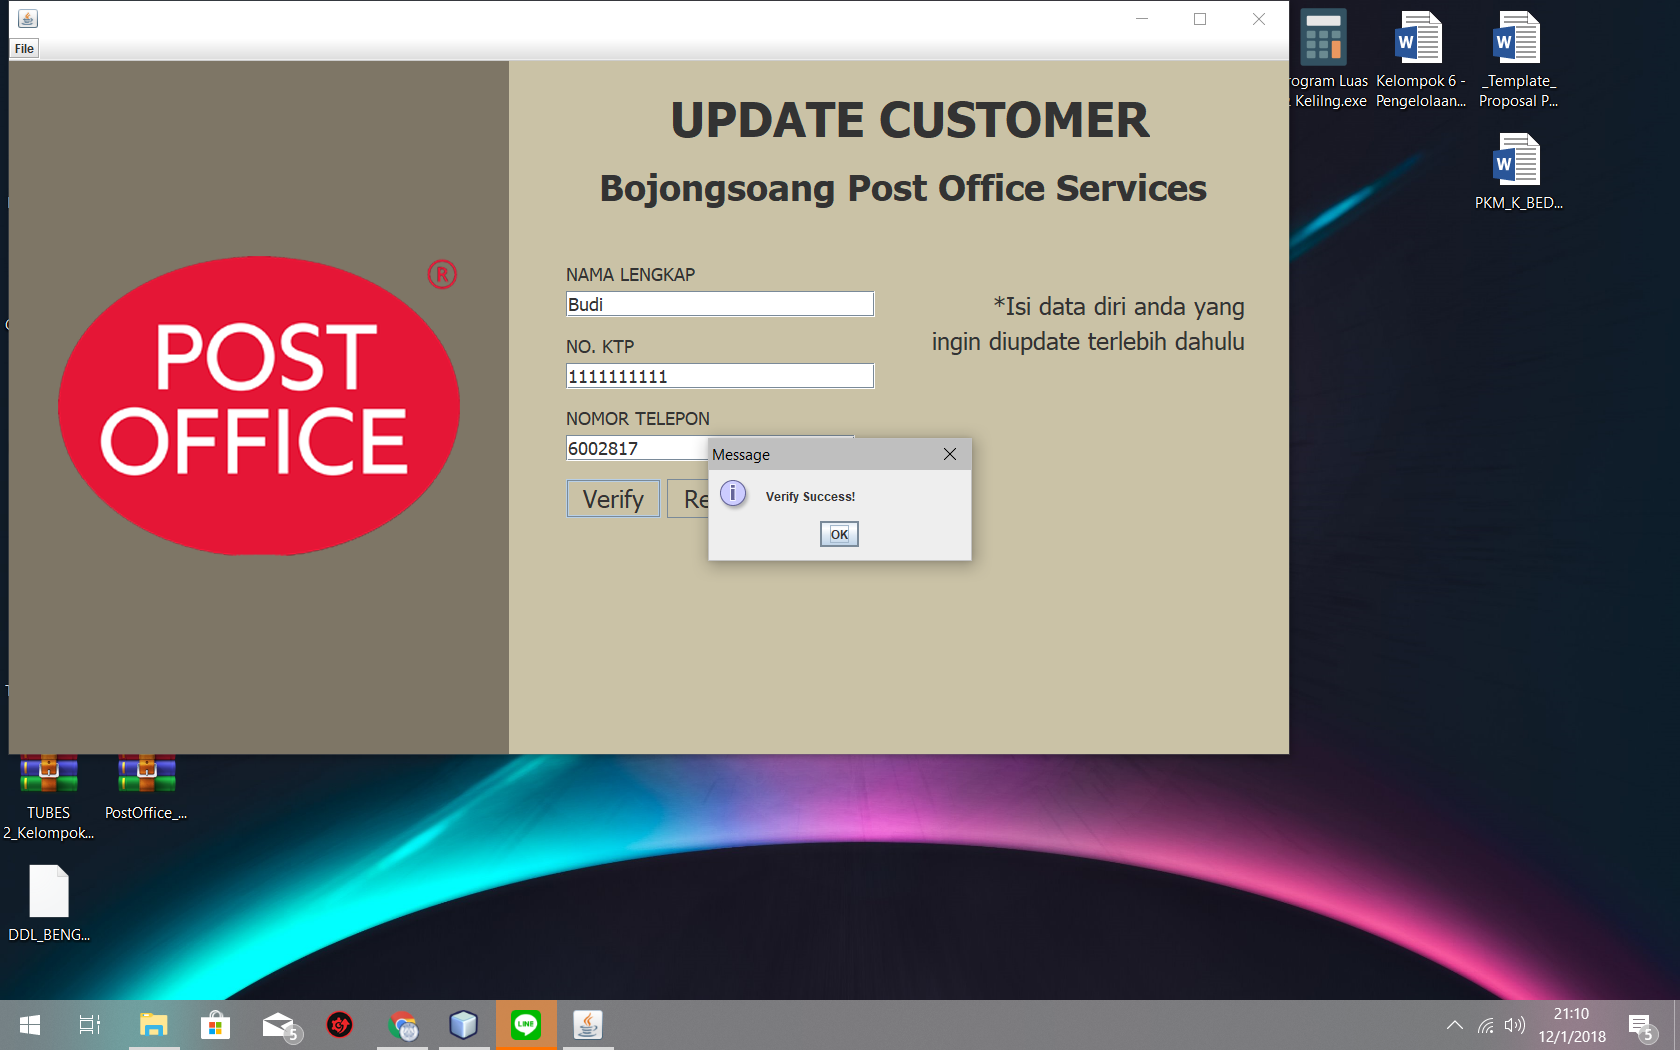 File
UPDATE CUSTOMER
Bojongsoang Post Office Services
®
POST
OFFICE
NAMA LENGKAP
Budi
*Isi data diri anda yang
ingin diupdate terlebih dahulu
NO. KTP
1111111111
NOMOR TELEPON
6002817
Verify
Re
Message
i
Verify Success!
OK
rogram Luas
Kelilng.exe
Kelompok 6 -
Pengelolaan...
_Template_
Proposal P...
W
W
PKM_K_BED...
W
TUBES
2_Kelompok...
PostOffice_...
DDL_BENG...
5
LINE
21:10
12/1/2018
5